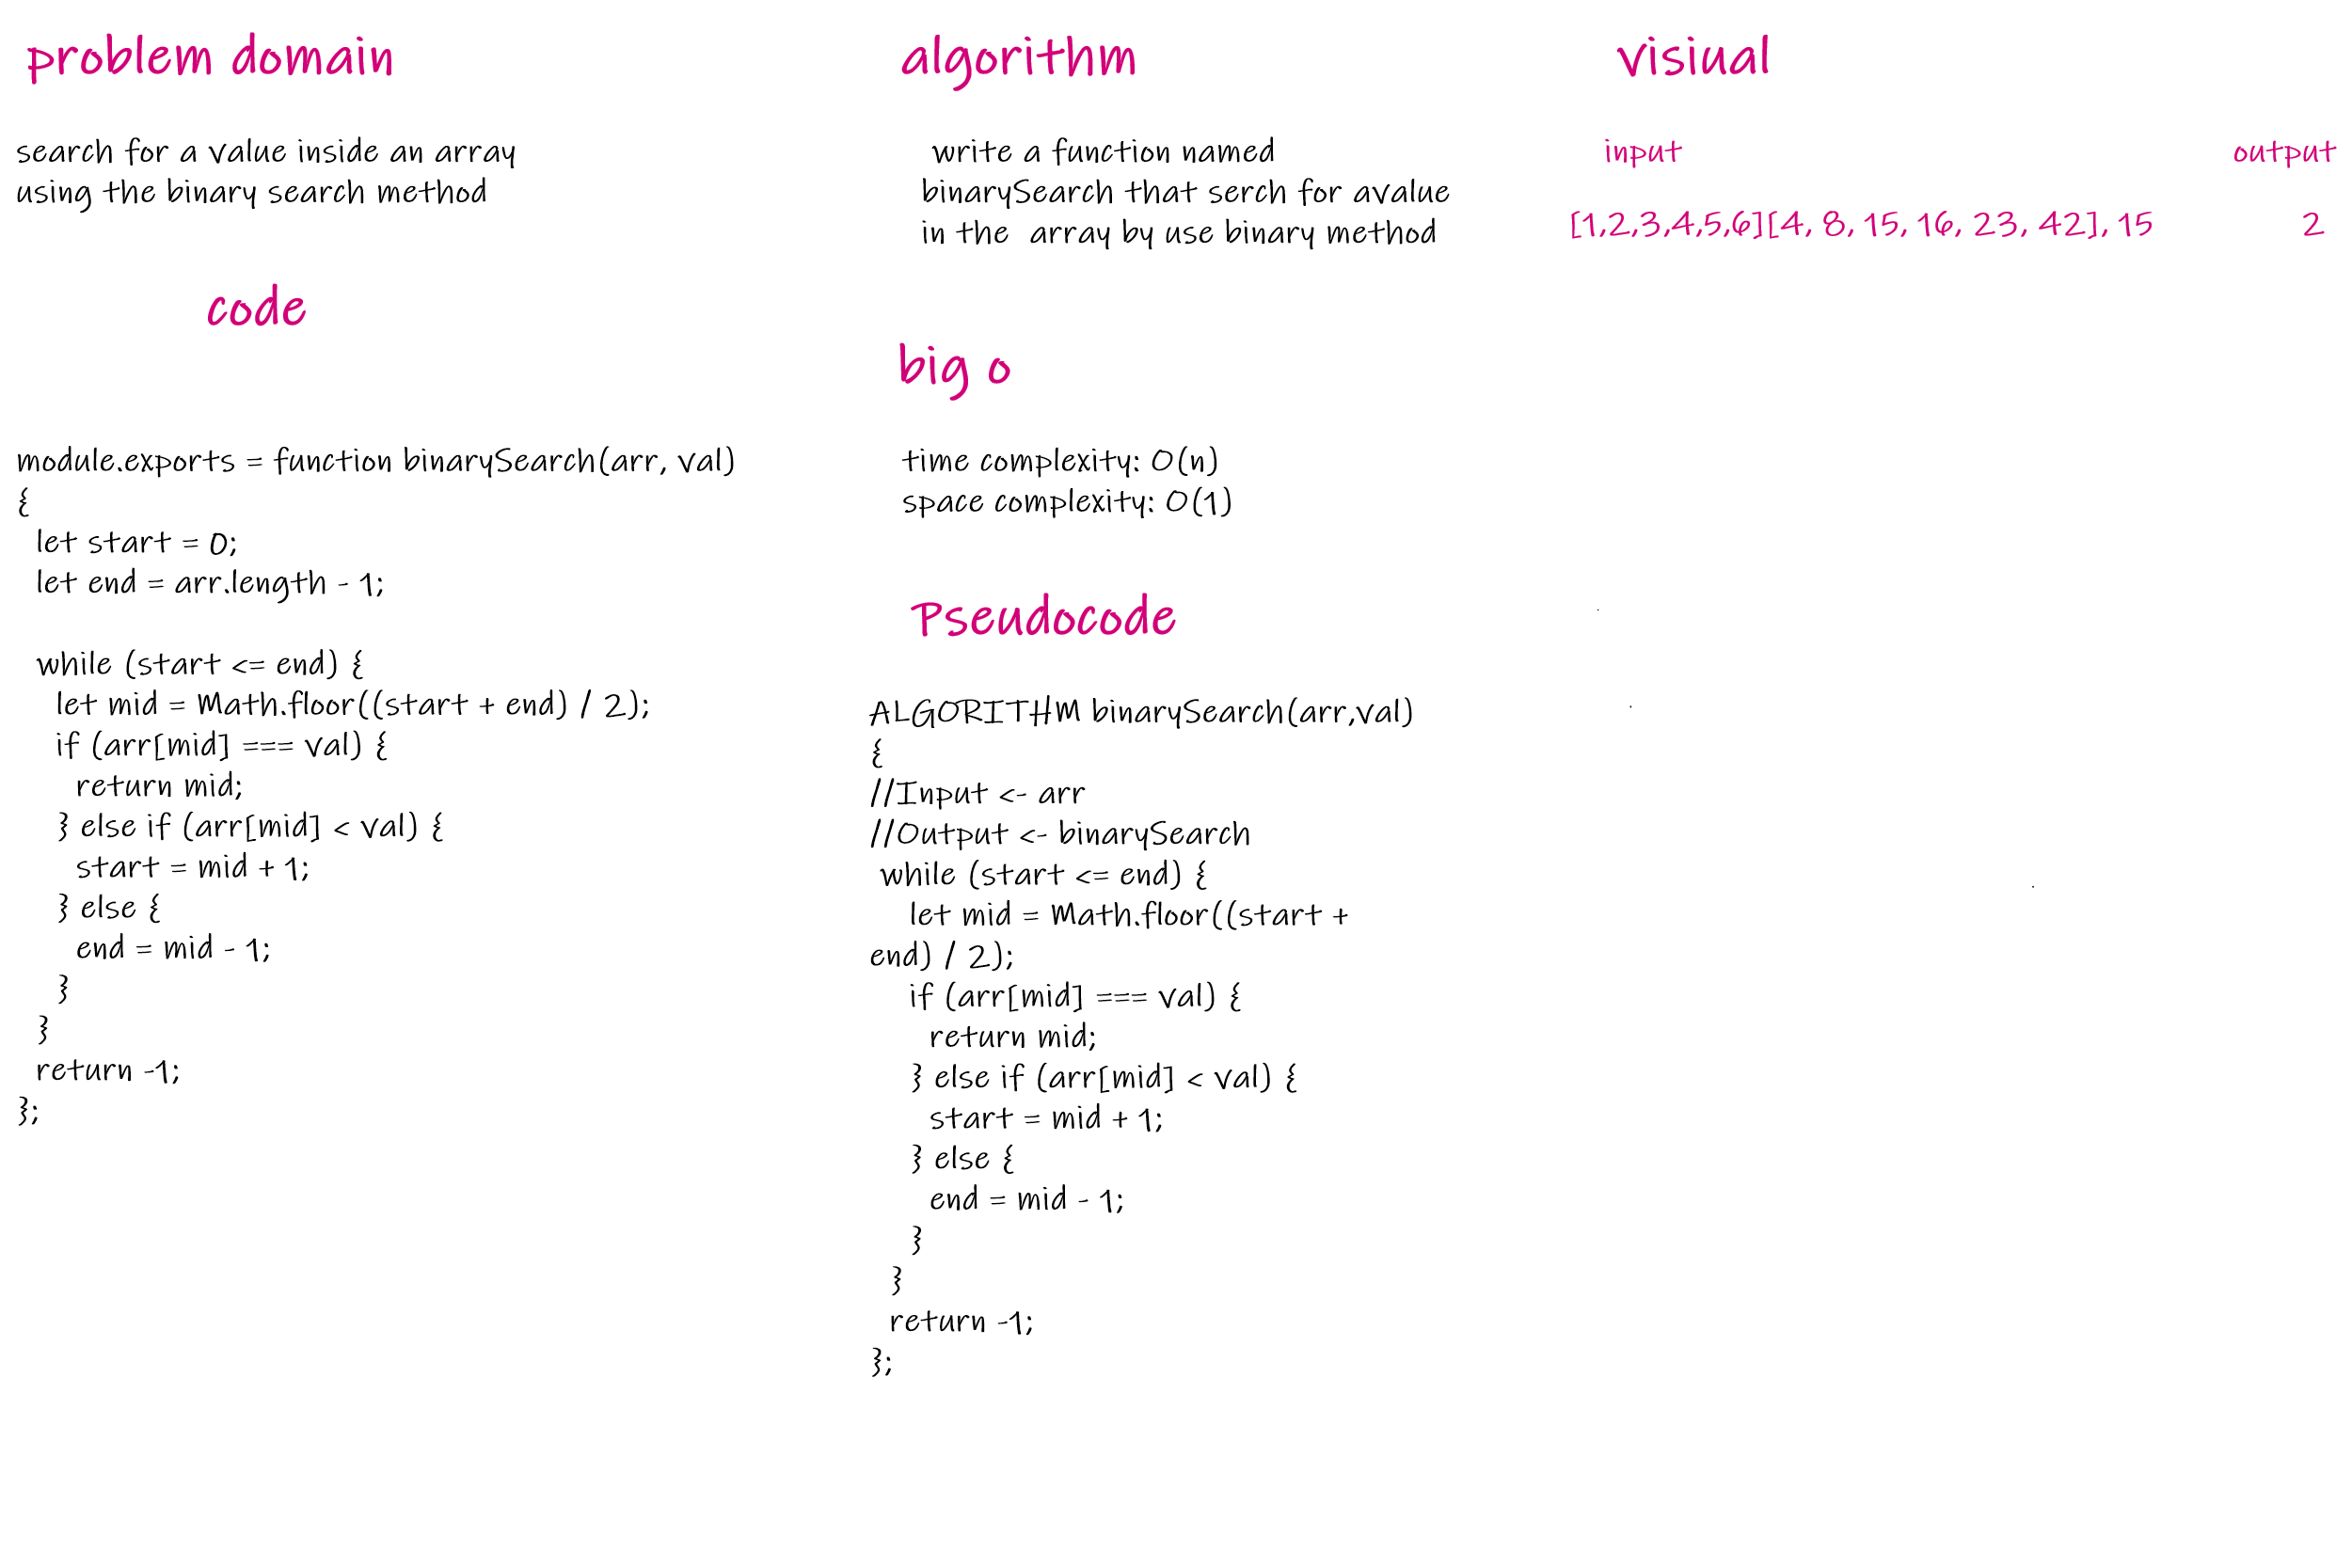 problem domain
search for a value inside an array
using the binary search method
code
module.exports = function binarySearch(arr, val)
{
let start = 0;
let end = arr.length - 1;
while (start <= end) {
let mid = Math.floor((start + end) / 2);
if (arr[mid] === val) {
return mid;
} else if (arr[mid] < val) {
start = mid + 1;
} else {
end = mid - 1;
}
}
return -1;
};
algorithm
write a function named
binarySearch that serch for avalue
in the array by use binary method
big o
time complexity: O(n)
space complexity: O(1)
Pseudocode
ALGORITHM binarySearch(arr,val)
{
//Input <- arr
//Output <- binarySearch
while (start <= end) {
let mid = Math.floor((start +
end) / 2);
if (arr[mid] === val) {
return mid;
} else if (arr[mid] < val) {
start = mid + 1;
} else {
end = mid - 1;
}
}
return -1;
};
visiual
input output
[1,2,3,4,5,6][4, 8, 15, 16, 23, 42], 15 2